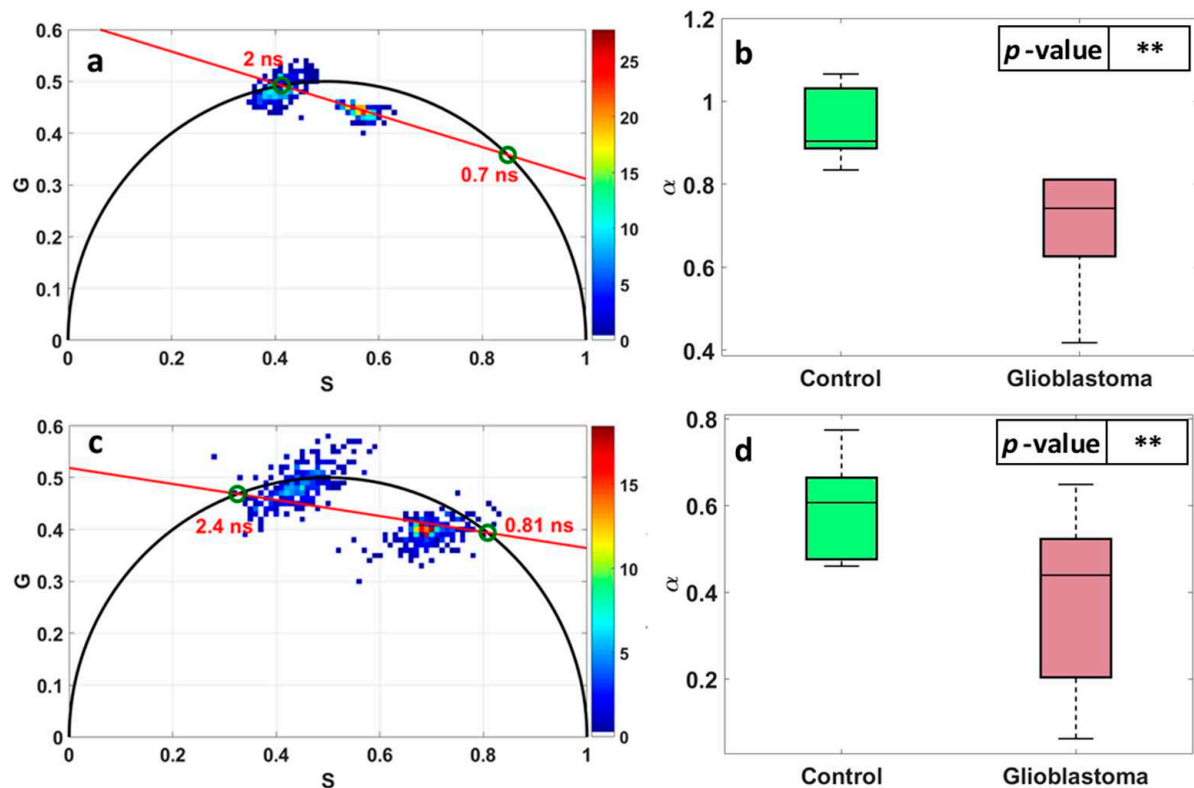 a
2 ns
0.7 ns
G
0.6
0.5
0.4
0.3
0.2
0.1
0
0 0.2 0.4 0.6 0.8 1
S
25
20
15
10
5
0
b
p -value **
α
1.2
1
0.8
0.6
0.4
Control Glioblastoma
c
2.4 ns
0.81 ns
G
0.6
0.5
0.4
0.3
0.2
0.1
0
0 0.2 0.4 0.6 0.8 1
S
15
10
5
0
d
p -value **
α
0.8
0.6
0.4
0.2
Control Glioblastoma